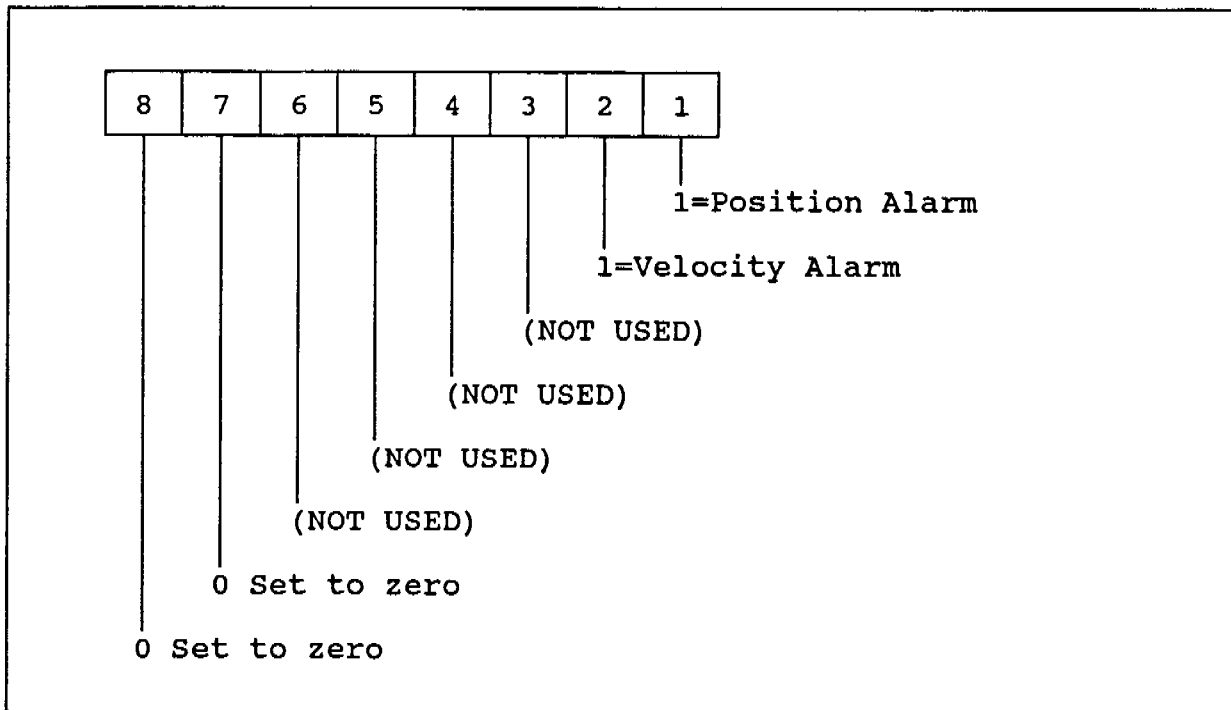 8 7 6 5 4 3 2 1
1=Position Alarm
1=Velocity Alarm
(NOT USED)
(NOT USED)
(NOT USED)
(NOT USED)
0 Set to zero
0 Set to zero